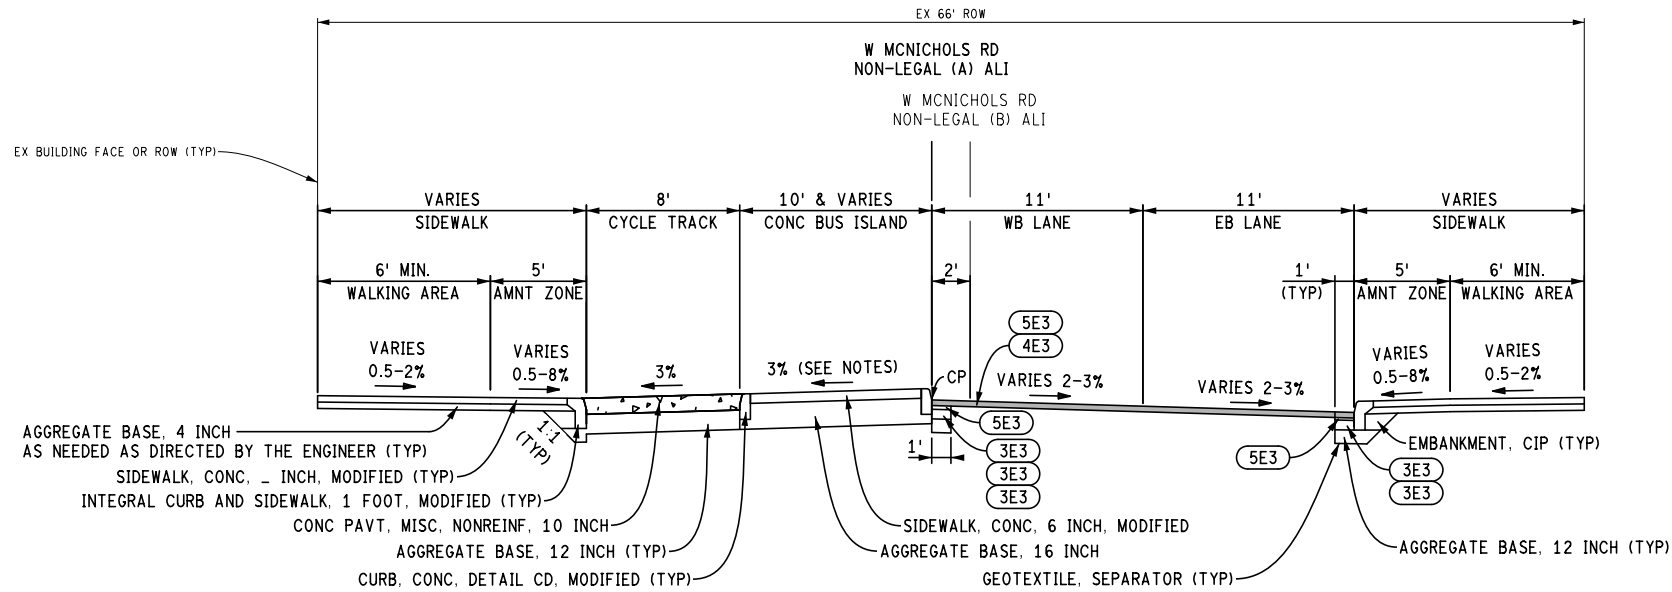 EX 66' ROW
W MCNICHOLS RD
NON-LEGAL (A) ALI
W MCNICHOLS RD
NON-LEGAL (B) ALI
EX BUILDING FACE OR ROW (TYP)
VARIES
SIDEWALK
8'
CYCLE TRACK
10' & VARIES
CONC BUS ISLAND
11'
WB LANE
11'
EB LANE
VARIES
SIDEWALK
6' MIN.
WALKING AREA
5'
AMNT ZONE
2'
1'
(TYP)
5'
AMNT ZONE
6' MIN.
WALKING AREA
5E3
4E3
VARIES
0.5-2%
VARIES
0.5-8%
3%
3% (SEE NOTES)
CP
VARIES 2-3%
VARIES 2-3%
VARIES
0.5-8%
VARIES
0.5-2%
AGGREGATE BASE, 4 INCH
AS NEEDED AS DIRECTED BY THE ENGINEER (TYP)
1:1
(TYP)
5E3
1'
3E3
3E3
3E3
5E3
EMBANKMENT, CIP (TYP)
3E3
3E3
SIDEWALK, CONC, _ INCH, MODIFIED (TYP)
INTEGRAL CURB AND SIDEWALK, 1 FOOT, MODIFIED (TYP)
CONC PAVT, MISC, NONREINF, 10 INCH
SIDEWALK, CONC, 6 INCH, MODIFIED
AGGREGATE BASE, 12 INCH (TYP)
AGGREGATE BASE, 16 INCH
AGGREGATE BASE, 12 INCH (TYP)
CURB, CONC, DETAIL CD, MODIFIED (TYP)
GEOTEXTILE, SEPARATOR (TYP)